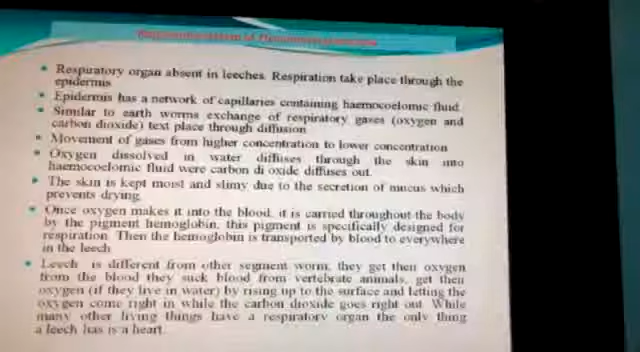 Respiratory system of Hirudinaria
• Respiratory organ absent in leeches. Respiration take place through the
epidermis
• Epidermis has a network of capillaries containing haemocoelomic fluid
• Similar to earth worms exchange of respiratory gases (oxygen and
carbon dioxide) text place through diffusion
• Movement of gases from higher concentration to lower concentration
• Oxygen dissolved in water diffuses through the skin into
haemocoelomic fluid were carbon di oxide diffuses out.
• The skin is kept moist and slimy due to the secretion of mucus which
prevents drying.
• Once oxygen makes it into the blood, it is carried throughout the body
by the pigment hemoglobin, this pigment is specifically designed for
respiration. Then the hemoglobin is transported by blood to everywhere
in the leech
• Leech is different from other segment worm, they get then oxygen
from the blood they suck blood from vertebrate animals, get then
oxygen (if they live in water) by rising up to the surface and letting the
oxygen come right in while the carbon dioxide goes right out. While
many other living things have a respiratory organ the only thing
a leech has is a heart.